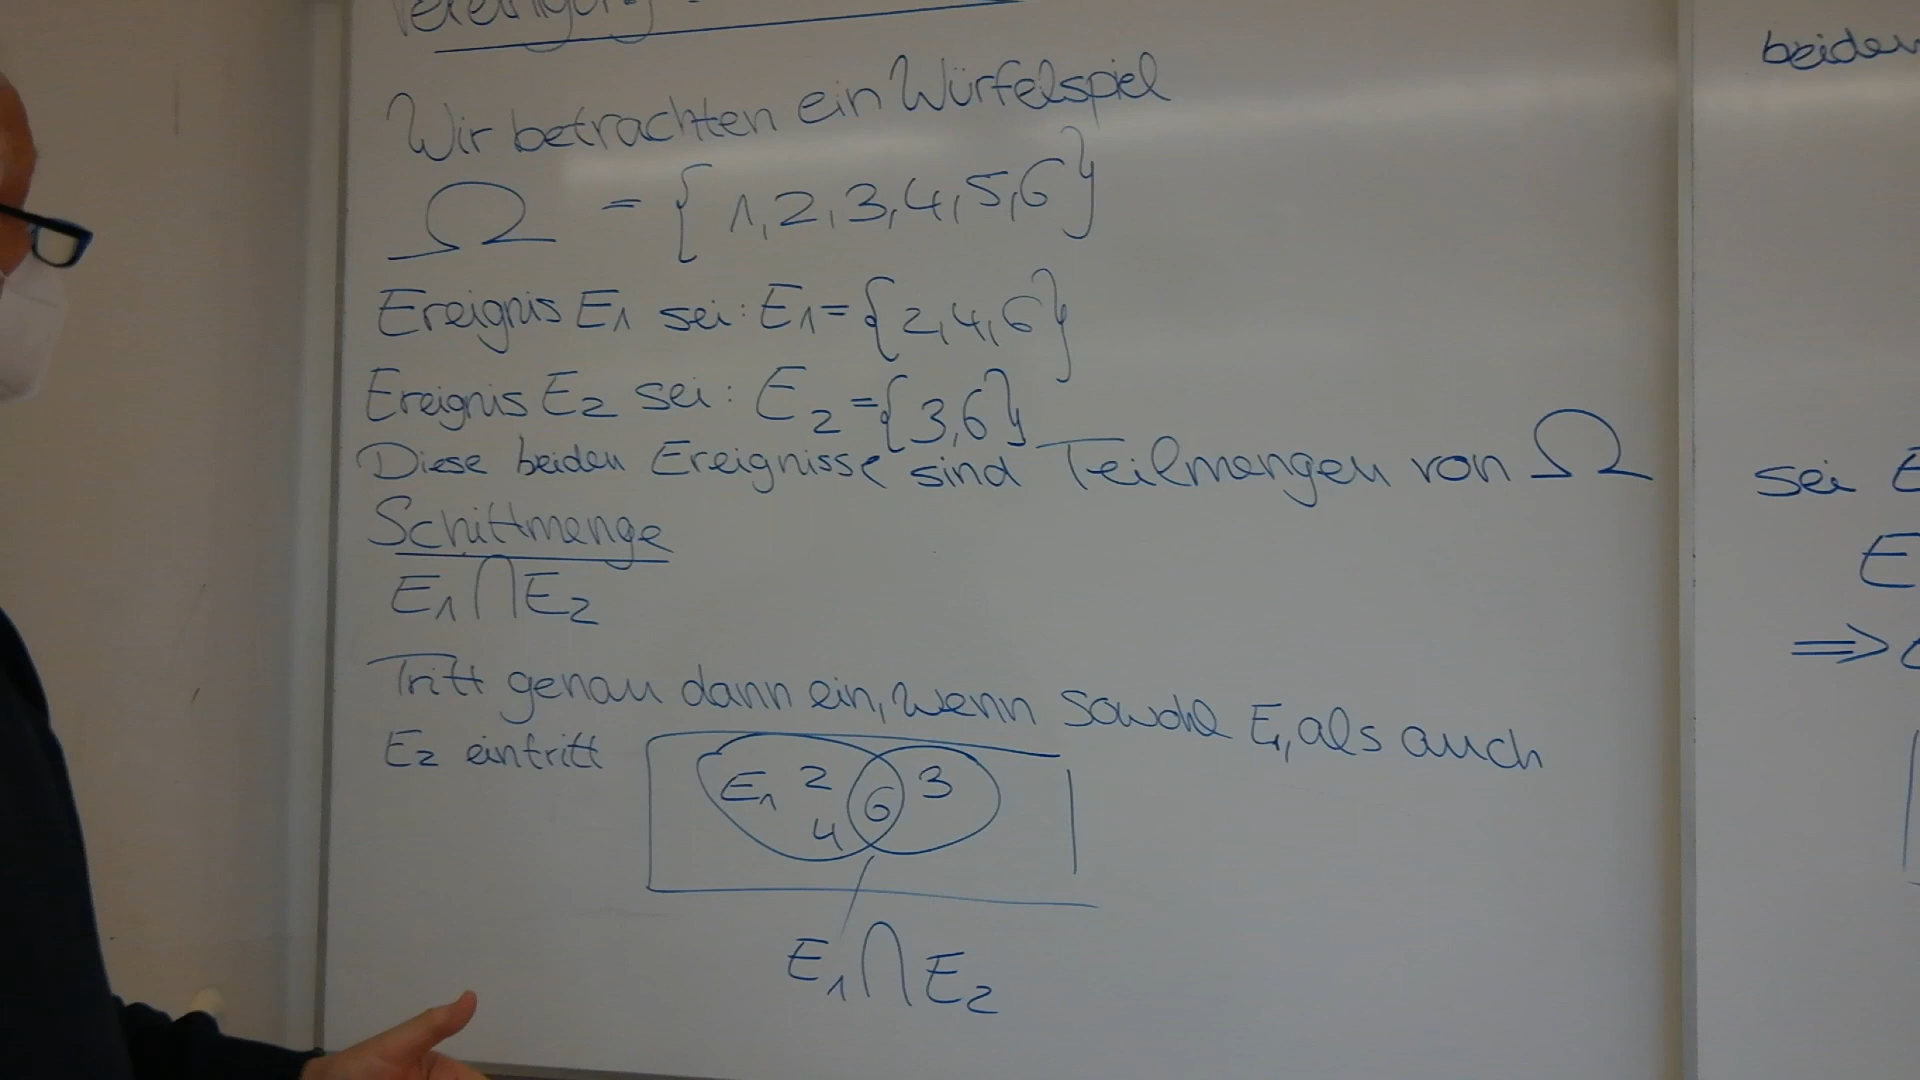 Wir betrachten ein Würfelspiel
Ω = { 1, 2, 3, 4, 5, 6 }
Ereignis E1 sei: E1 = { 2, 4, 6 }
Ereignis E2 sei: E2 = { 3, 6 }
Diese beiden Ereignisse sind Teilmengen von Ω
Schittmenge
E1 ∩ E2
Tritt genau dann ein, wenn sowohl E1, als auch
E2 eintritt
E1 2 6 3
4
E1 ∩ E2
beiden
sei E
E
⇒